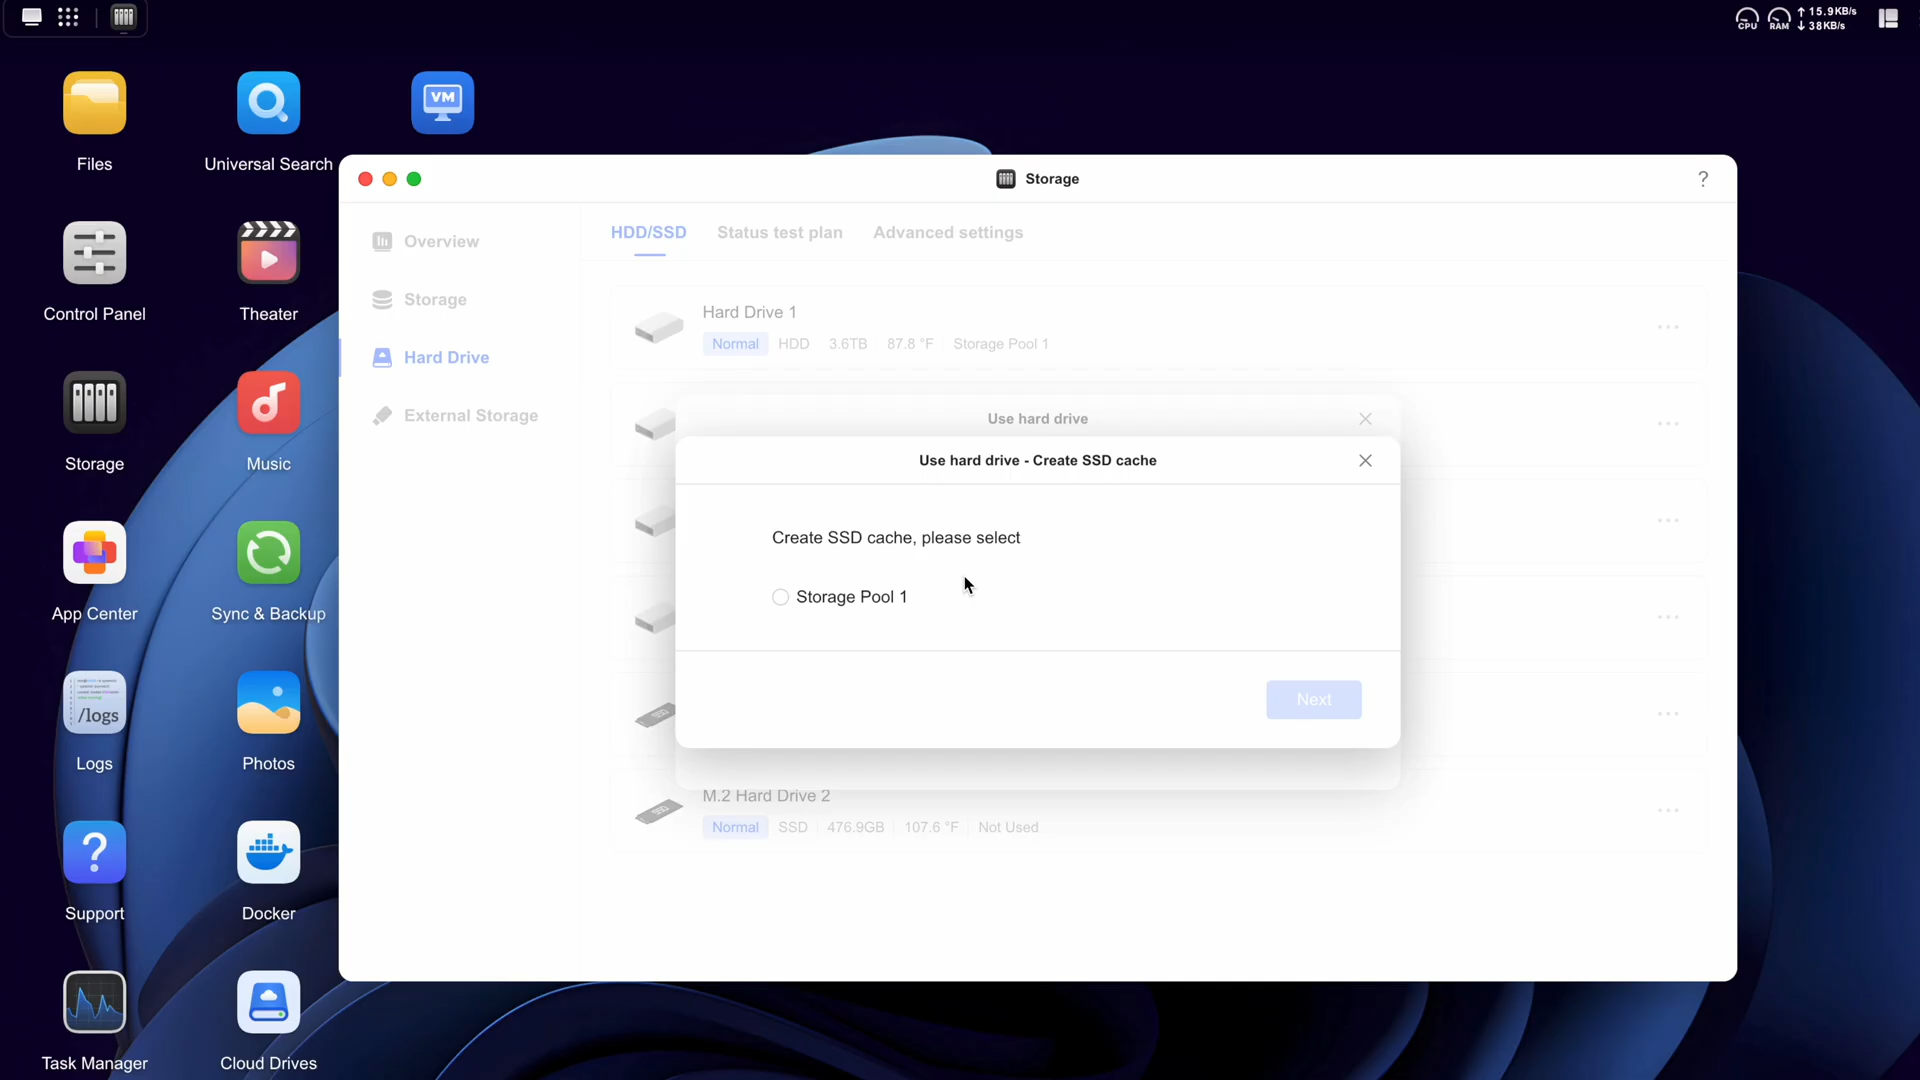 CPU
RAM
15.9KB/s
38KB/s
Files
Universal Search
VM
Storage
?
Control Panel
Theater
Overview
Storage
Hard Drive
External Storage
HDD/SSD
Status test plan
Advanced settings
Hard Drive 1
Normal
HDD
3.6TB
87.8 °F
Storage Pool 1
Use hard drive
Use hard drive - Create SSD cache
Create SSD cache, please select
Storage Pool 1
Next
SSD
M.2 Hard Drive 2
SSD
Normal
SSD
476.9GB
107.6 °F
Not Used
Storage
Music
App Center
Sync & Backup
/logs
Logs
Photos
?
Support
Docker
Task Manager
Cloud Drives